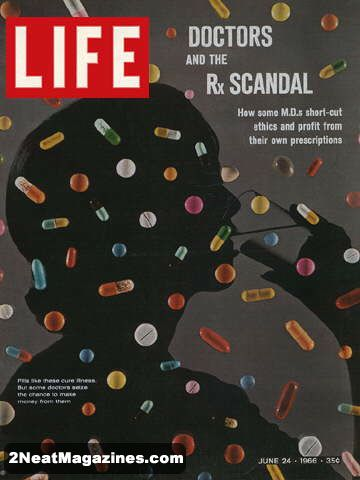 LIFE
DOCTORS
AND THE
Rx SCANDAL
How some M.D.s short-cut
ethics and profit from
their own prescriptions
Pills like these cure illness.
But some doctors seize
the chance to make
money from them
JUNE 24 · 1966 · 35¢
2NeatMagazines.com